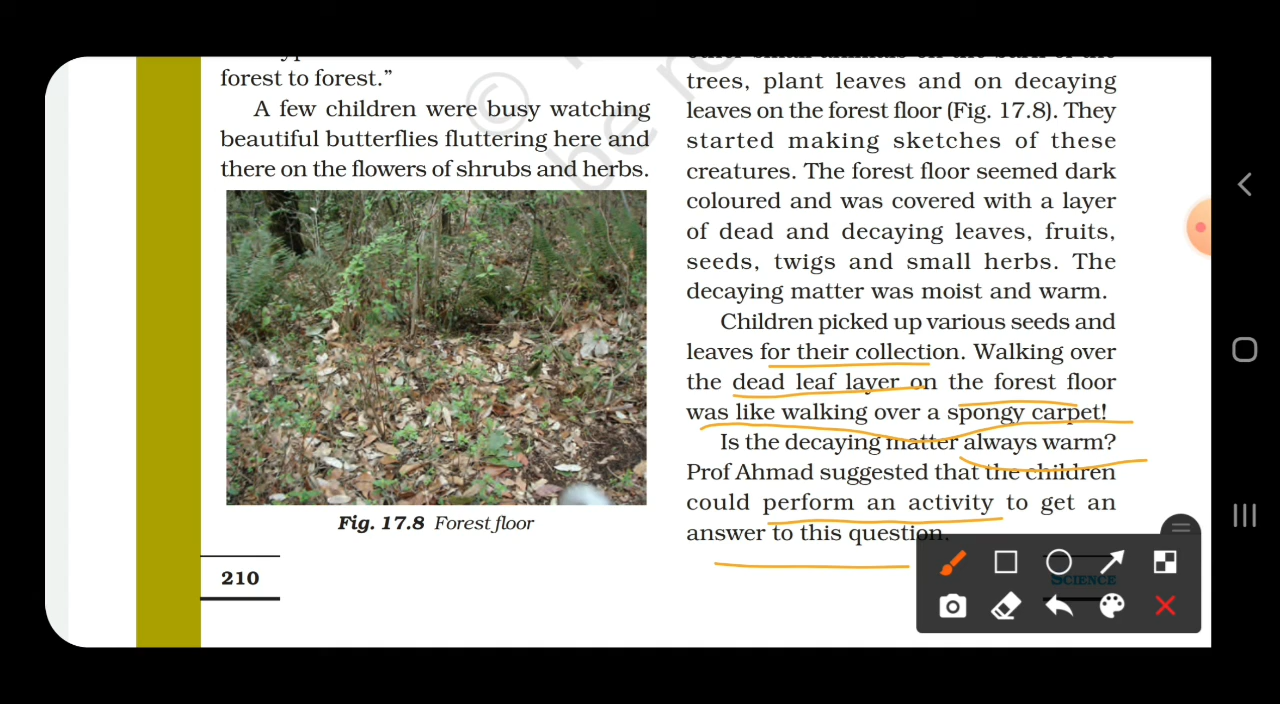 forest to forest.”
A few children were busy watching
beautiful butterflies fluttering here and
there on the flowers of shrubs and herbs.
Fig. 17.8 Forest floor
210
trees, plant leaves and on decaying
leaves on the forest floor (Fig. 17.8). They
started making sketches of these
creatures. The forest floor seemed dark
coloured and was covered with a layer
of dead and decaying leaves, fruits,
seeds, twigs and small herbs. The
decaying matter was moist and warm.
Children picked up various seeds and
leaves for their collection. Walking over
the dead leaf layer on the forest floor
was like walking over a spongy carpet!
Is the decaying matter always warm?
Prof Ahmad suggested that the children
could perform an activity to get an
answer to this question.
SCIENCE
© be